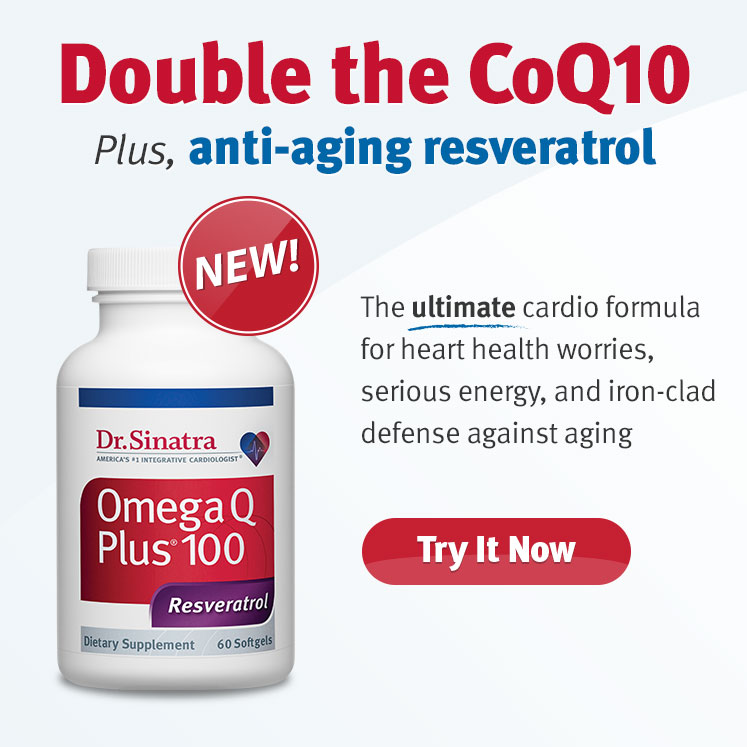 Double the CoQ10
Plus, anti-aging resveratrol
NEW!
The ultimate cardio formula
for heart health worries,
serious energy, and iron-clad
defense against aging
Try It Now
Dr. Sinatra
AMERICA'S #1 INTEGRATIVE CARDIOLOGIST®
Omega Q
Plus® 100
Resveratrol
Dietary Supplement 60 Softgels